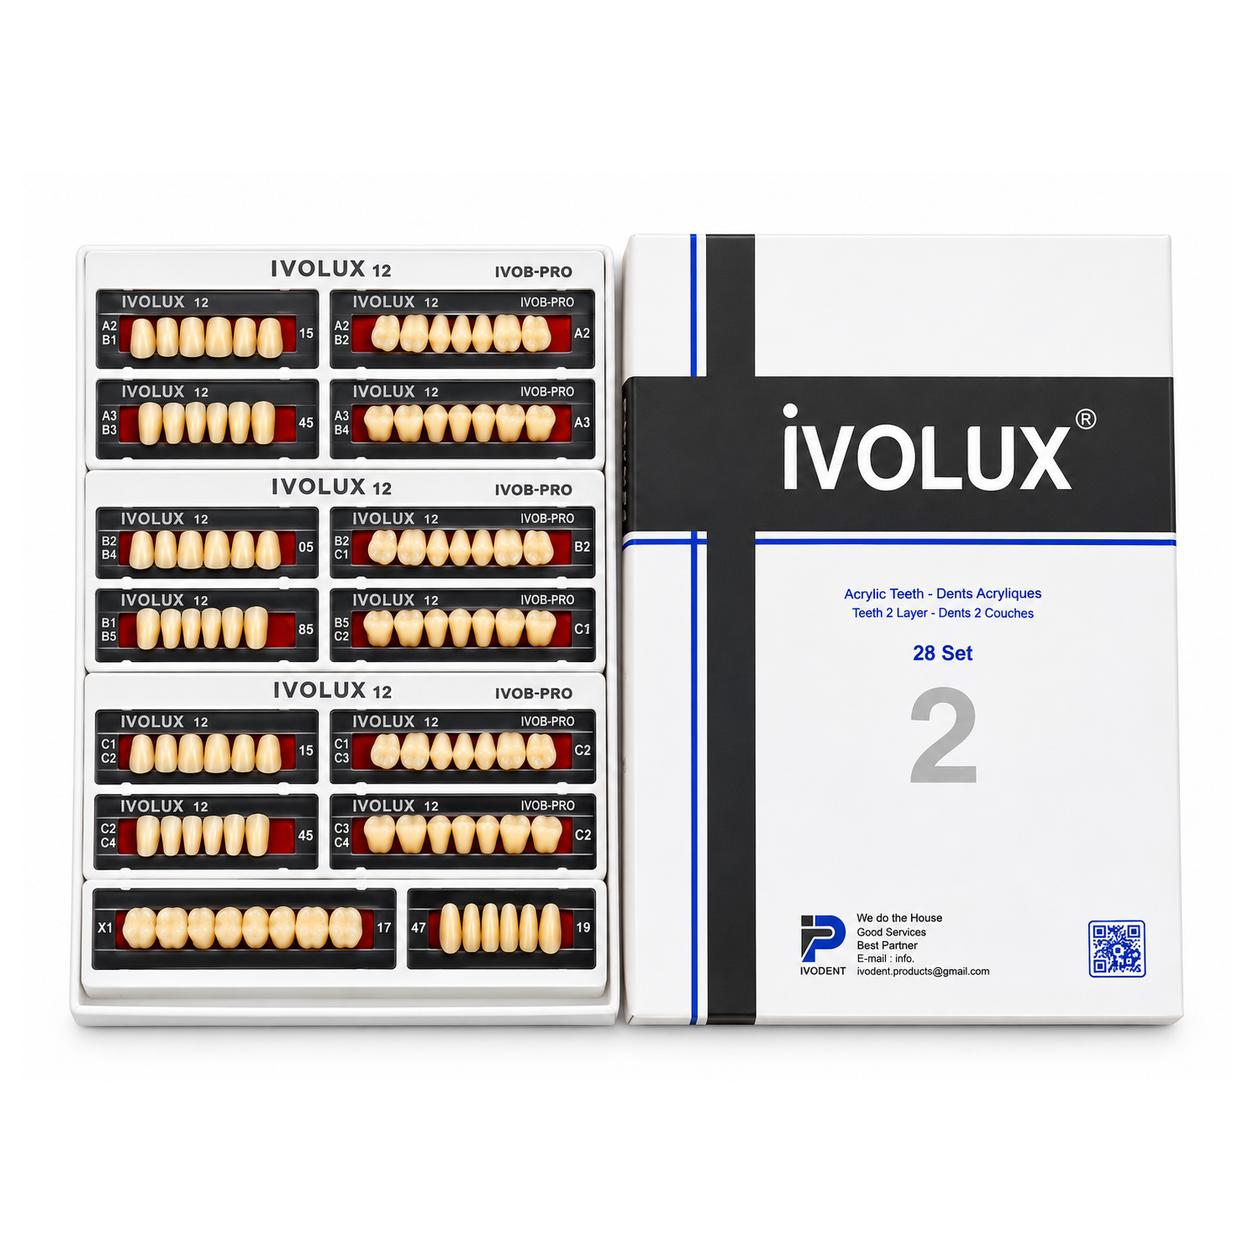 IVOLUX 12 IVOB-PRO
IVOLUX 12
A2
B1
15
IVOLUX 12 IVOB-PRO
A2
B2
A2
IVOLUX 12
A3
B3
45
IVOLUX 12 IVOB-PRO
A3
B4
A3
IVOLUX 12 IVOB-PRO
IVOLUX 12
B2
B4
05
IVOLUX 12 IVOB-PRO
B2
C1
B2
IVOLUX 12
B1
B5
85
IVOLUX 12 IVOB-PRO
B5
C2
C1
IVOLUX 12 IVOB-PRO
IVOLUX 12
C1
C2
15
IVOLUX 12 IVOB-PRO
C1
C3
C2
IVOLUX 12
C2
C4
45
IVOLUX 12 IVOB-PRO
C3
C4
C2
X1 17
47 19
iVOLUX®
Acrylic Teeth - Dents Acryliques
Teeth 2 Layer - Dents 2 Couches
28 Set
2
iP
IVODENT
We do the House
Good Services
Best Partner
E-mail : info.
ivodent.products@gmail.com